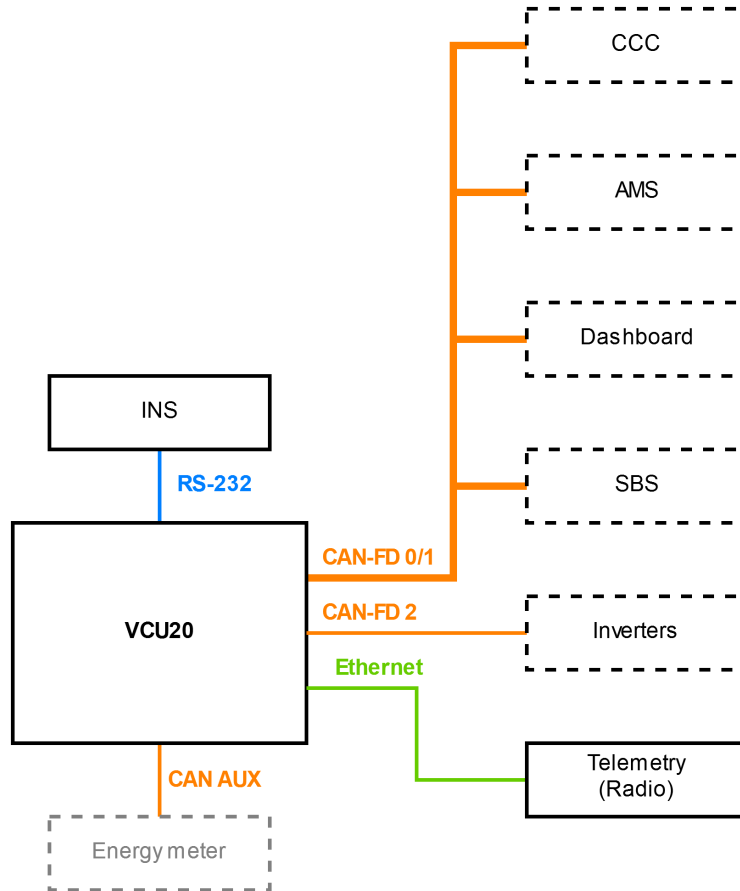 CCC
AMS
Dashboard
INS
RS-232
SBS
CAN-FD 0/1
CAN-FD 2
VCU20
Inverters
Ethernet
Telemetry
(Radio)
CAN AUX
Energy meter